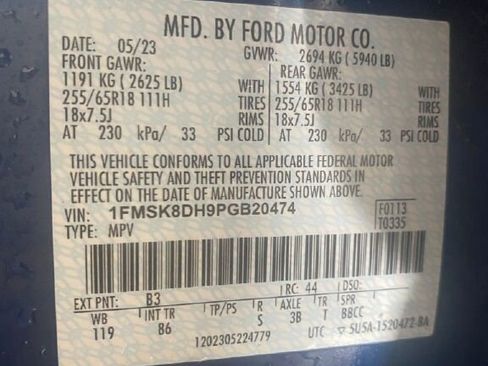 MFD. BY FORD MOTOR CO.
DATE: 05/23 GVWR: 2694 KG (5940 LB)
FRONT GAWR: REAR GAWR:
1191 KG (2625 LB) WITH 1554 KG (3425 LB) WITH
255/65R18 111H TIRES 255/65R18 111H TIRES
18x7.5J RIMS 18x7.5J RIMS
AT 230 kPa/ 33 PSI COLD AT 230 kPa/ 33 PSI COLD
THIS VEHICLE CONFORMS TO ALL APPLICABLE FEDERAL MOTOR
VEHICLE SAFETY AND THEFT PREVENTION STANDARDS IN
EFFECT ON THE DATE OF MANUFACTURE SHOWN ABOVE.
VIN: 1FMSK8DH9PGB20474 F0113
TYPE: MPV T0335
EXT PNT: B3 RC: 44 DSO:
WB INT TR TP/PS R AXLE TR SPR
119 86 S 3B T BBCC
1202305224779 UTC 5U5A-1520472-BA